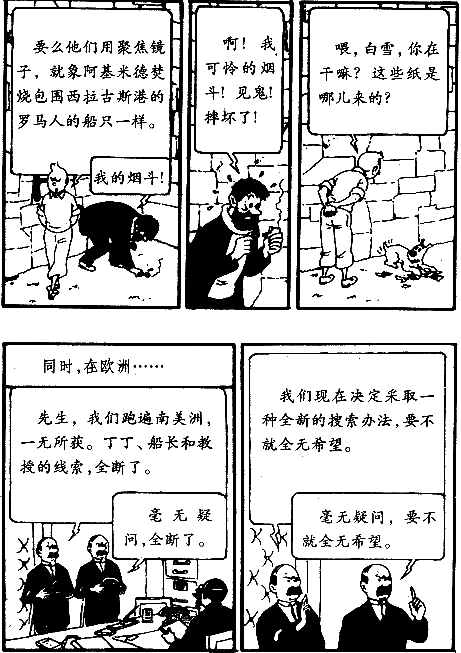 要么他们用聚焦镜
子，就象阿基米德焚
烧包围西拉古斯港的
罗马人的船只一样。
我的烟斗！
啊！我
可怜的烟
斗！见鬼！
摔坏了！
喂，白雪，你在
干嘛？这些纸是
哪儿来的？
同时，在欧洲……
先生，我们跑遍南美洲，
一无所获。丁丁、船长和教
授的线索，全断了。
毫无疑
问，全断了。
我们现在决定采取一
种全新的搜索办法，要不
就全无希望。
毫无疑问，要不
就全无希望。